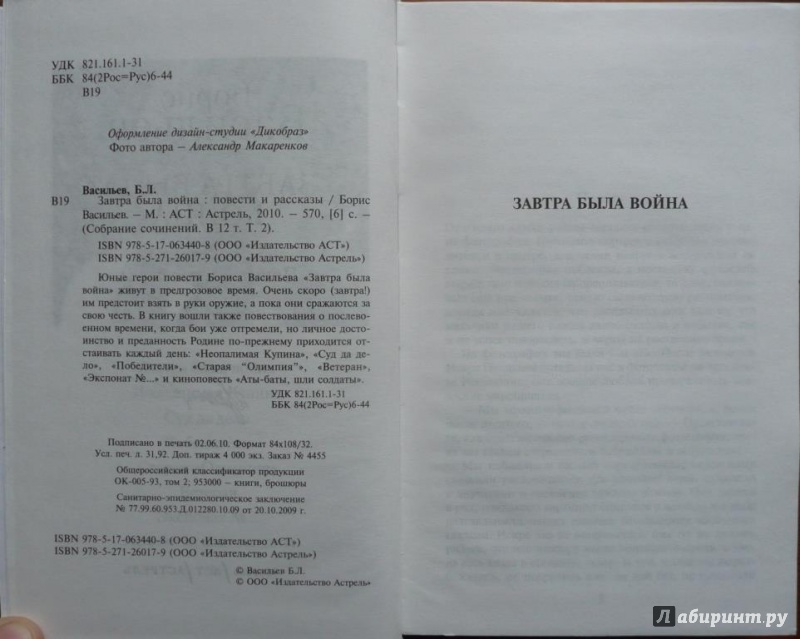 УДК 821.161.1-31
ББК 84(2Рос=Рус)6-44
В19
Оформление дизайн-студии «Дикобраз»
Фото автора – Александр Макаренков
Васильев, Б.Л.
В19 Завтра была война : повести и рассказы / Борис
Васильев. – М. : АСТ : Астрель, 2010. – 570, [6] с. –
(Собрание сочинений. В 12 т. Т. 2).
ISBN 978-5-17-063440-8 (ООО «Издательство АСТ»)
ISBN 978-5-271-26017-9 (ООО «Издательство Астрель»)
Юные герои повести Бориса Васильева «Завтра была
война» живут в предгрозовое время. Очень скоро (завтра!)
им предстоит взять в руки оружие, а пока они сражаются за
свою честь. В книгу вошли также повествования о послево-
енном времени, когда бои уже отгремели, но личное досто-
инство и преданность Родине по-прежнему приходится от-
стаивать каждый день: «Неопалимая Купина», «Суд да де-
ло», «Победители», «Старая “Олимпия”», «Ветеран»,
«Экспонат №...» и киноповесть «Аты-баты, шли солдаты».
УДК 821.161.1-31
ББК 84(2Рос=Рус)6-44
Подписано в печать 02.06.10. Формат 84х108/32.
Усл. печ. л. 31,92. Доп. тираж 4 000 экз. Заказ № 4455
Общероссийский классификатор продукции
ОК-005-93, том 2; 953000 – книги, брошюры
Санитарно-эпидемиологическое заключение
№ 77.99.60.953.Д.012280.10.09 от 20.10.2009 г.
ISBN 978-5-17-063440-8 (ООО «Издательство АСТ»)
ISBN 978-5-271-26017-9 (ООО «Издательство Астрель»)
© Васильев Б.Л.
© ООО «Издательство Астрель»
ЗАВТРА БЫЛА ВОЙНА
Лабиринт.ру